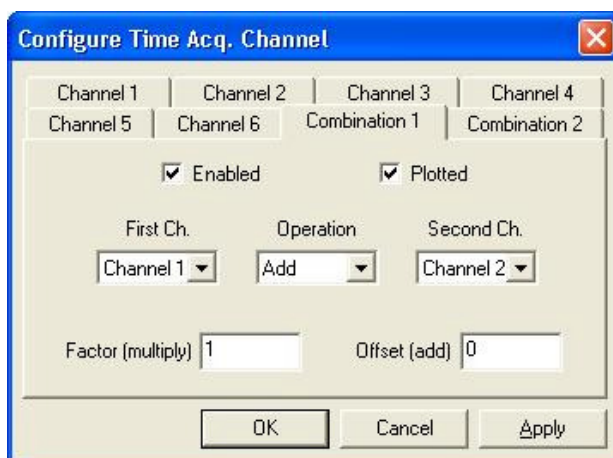 Configure Time Acq. Channel
Channel 1 Channel 2 Channel 3 Channel 4
Channel 5 Channel 6 Combination 1 Combination 2
Enabled Plotted
First Ch. Operation Second Ch.
Channel 1 Add Channel 2
Factor (multiply) 1 Offset (add) 0
OK Cancel Apply